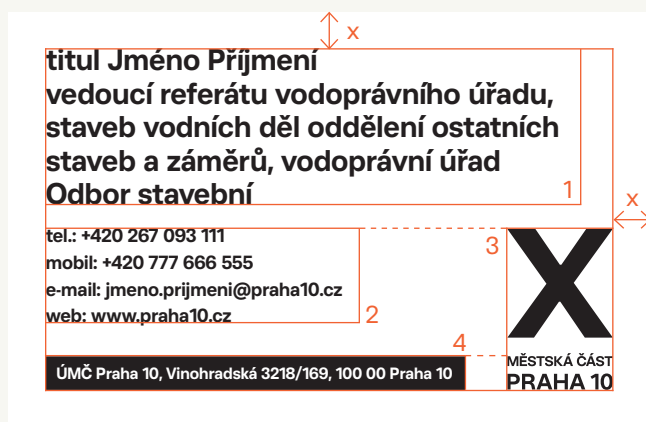 x
titul Jméno Příjmení
vedoucí referátu vodoprávního úřadu,
staveb vodních děl oddělení ostatních
staveb a záměrů, vodoprávní úřad
Odbor stavební
1
x
tel.: +420 267 093 111
mobil: +420 777 666 555
e-mail: jmeno.prijmeni@praha10.cz
web: www.praha10.cz
2
3
X
4
MĚSTSKÁ ČÁST
PRAHA 10
ÚMČ Praha 10, Vinohradská 3218/169, 100 00 Praha 10